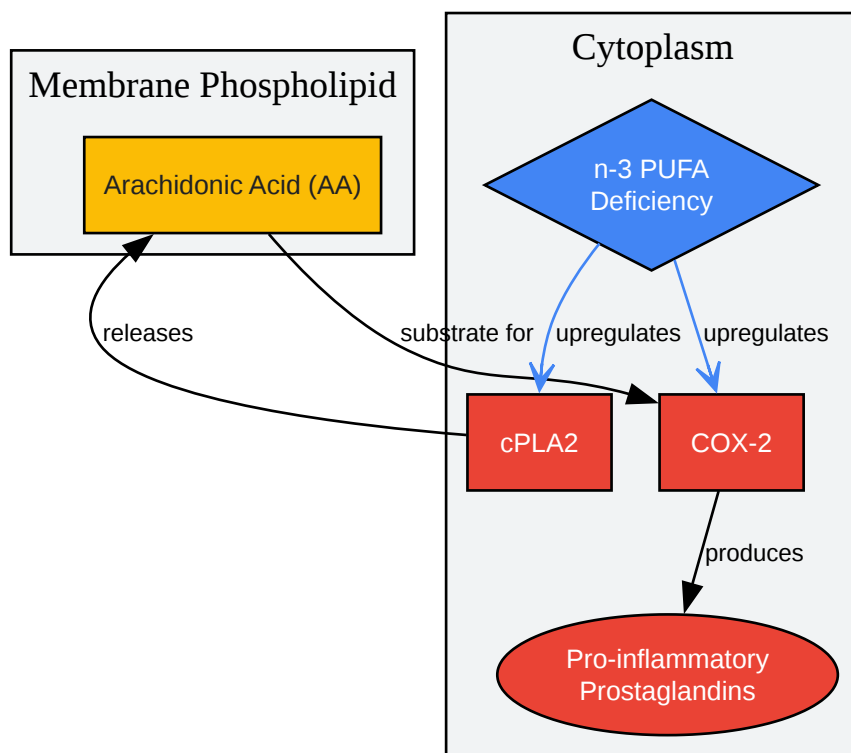 Cytoplasm
Membrane Phospholipid
Arachidonic Acid (AA)
n-3 PUFA
Deficiency
releases
substrate for
upregulates
upregulates
cPLA2
COX-2
produces
Pro-inflammatory
Prostaglandins